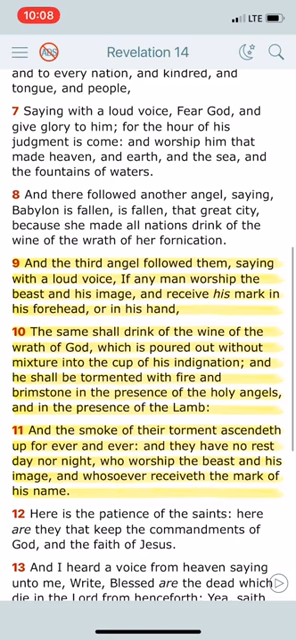 10:08
LTE
ADS
Revelation 14
and to every nation, and kindred, and
tongue, and people,
7 Saying with a loud voice, Fear God, and
give glory to him; for the hour of his
judgment is come: and worship him that
made heaven, and earth, and the sea, and
the fountains of waters.
8 And there followed another angel, saying,
Babylon is fallen, is fallen, that great city,
because she made all nations drink of the
wine of the wrath of her fornication.
9 And the third angel followed them, saying
with a loud voice, If any man worship the
beast and his image, and receive his mark in
his forehead, or in his hand,
10 The same shall drink of the wine of the
wrath of God, which is poured out without
mixture into the cup of his indignation; and
he shall be tormented with fire and
brimstone in the presence of the holy angels,
and in the presence of the Lamb:
11 And the smoke of their torment ascendeth
up for ever and ever: and they have no rest
day nor night, who worship the beast and his
image, and whosoever receiveth the mark of
his name.
12 Here is the patience of the saints: here
are they that keep the commandments of
God, and the faith of Jesus.
13 And I heard a voice from heaven saying
unto me, Write, Blessed are the dead which
die in the Lord from henceforth: Yea, saith